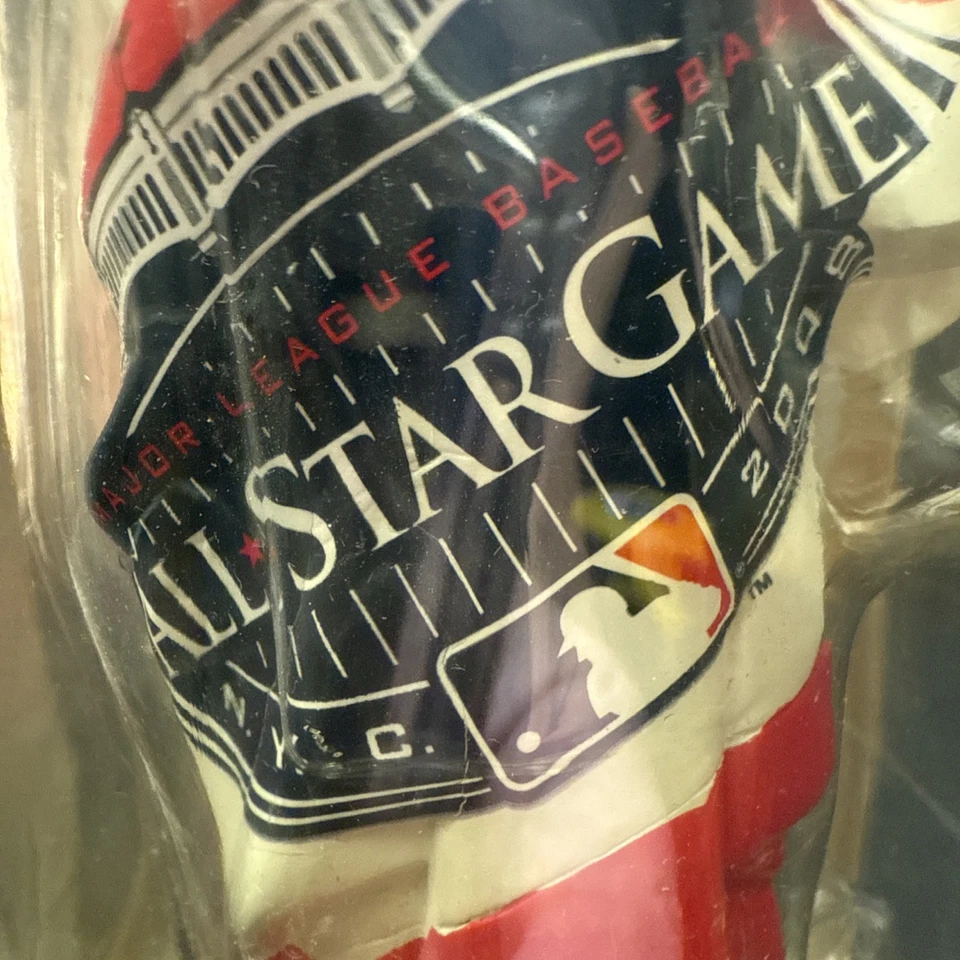 MAJOR LEAGUE BASEBALL
ALL★STAR GAME
N.Y.C.
2008
TM